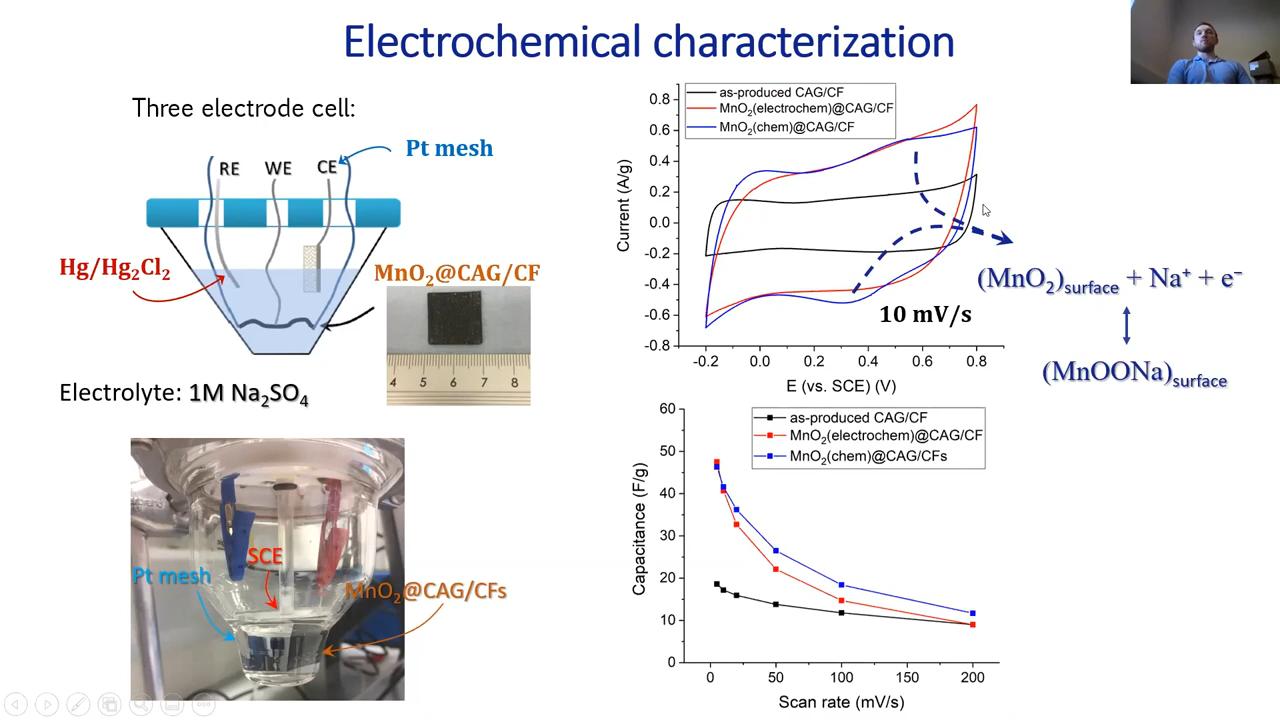 Electrochemical characterization
Three electrode cell:
Pt mesh
RE
WE
CE
Hg/Hg₂Cl₂
MnO₂@CAG/CF
4 5 6 7 8
Electrolyte: 1M Na₂SO₄
SCE
Pt mesh
MnO₂@CAG/CFs
as-produced CAG/CF
MnO₂(electrochem)@CAG/CF
MnO₂(chem)@CAG/CF
0.8
0.6
0.4
0.2
0.0
-0.2
-0.4
-0.6
-0.8
Current (A/g)
-0.2 0.0 0.2 0.4 0.6 0.8
E (vs. SCE) (V)
10 mV/s
(MnO₂)surface + Na⁺ + e⁻
(MnOONa)surface
as-produced CAG/CF
MnO₂(electrochem)@CAG/CF
MnO₂(chem)@CAG/CFs
60
50
40
30
20
10
0
Capacitance (F/g)
0 50 100 150 200
Scan rate (mV/s)